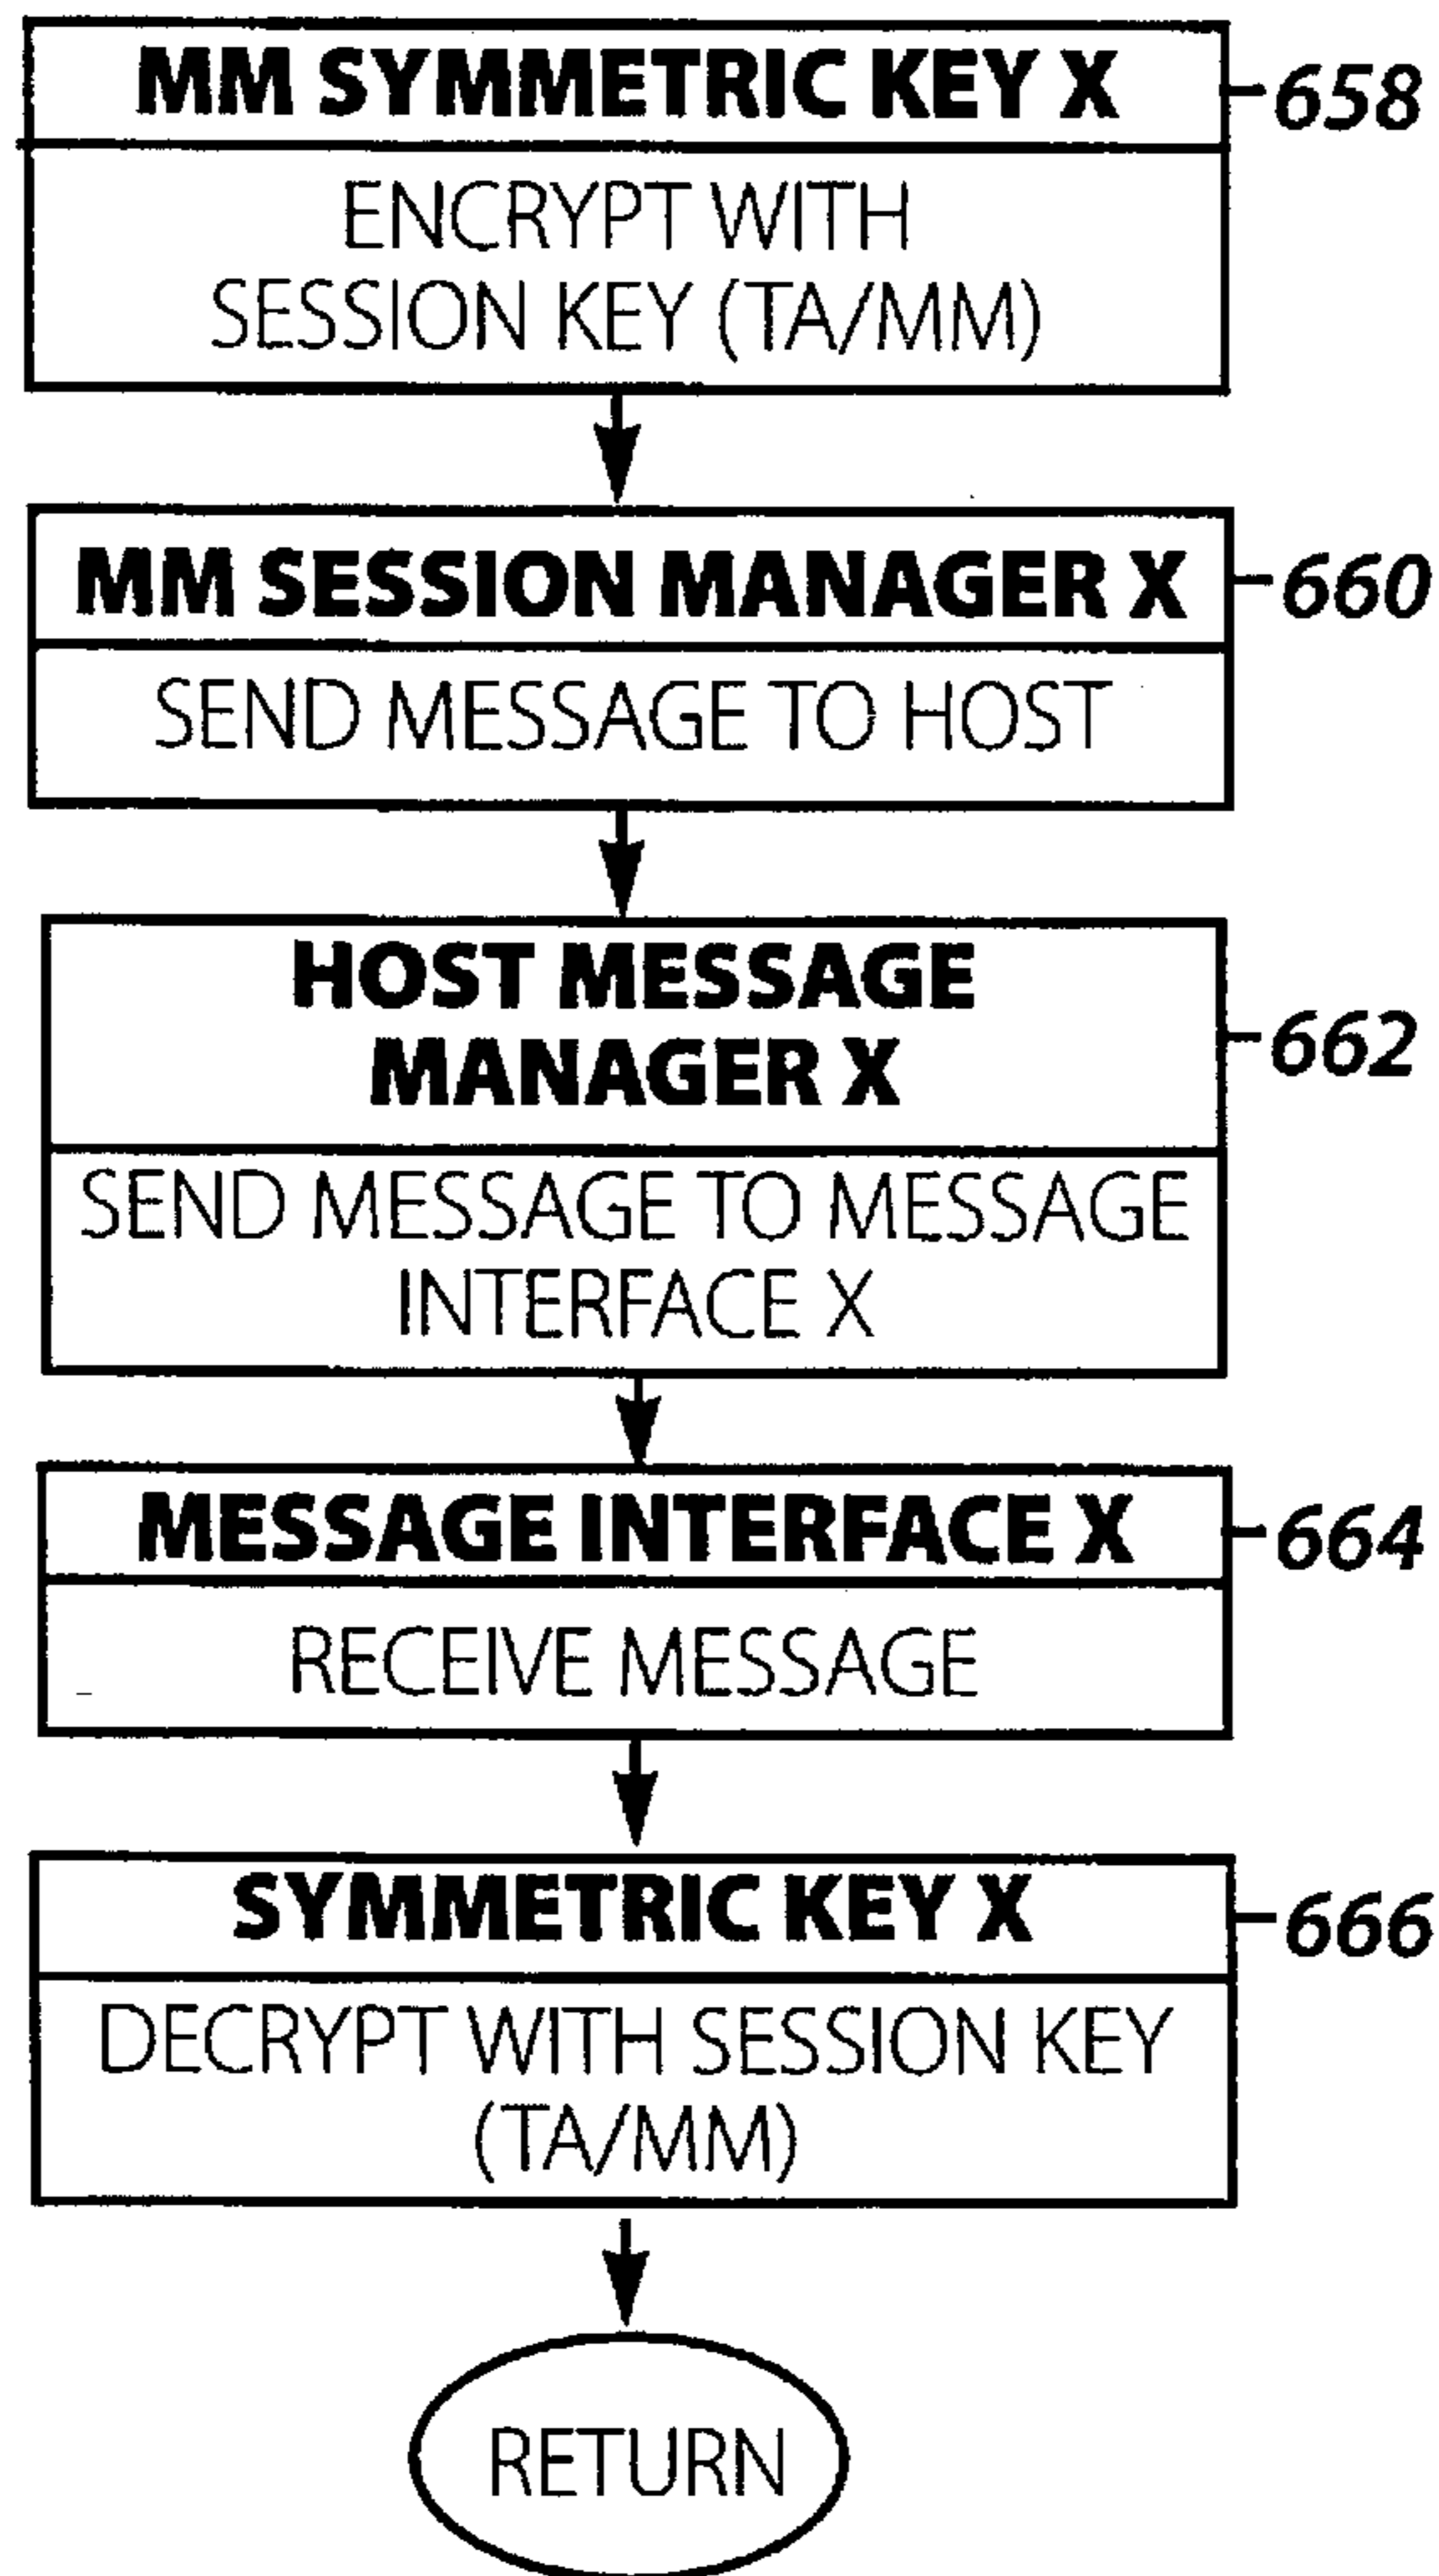 MM SYMMETRIC KEY X
658
ENCRYPT WITH
SESSION KEY (TA/MM)
MM SESSION MANAGER X
660
SEND MESSAGE TO HOST
HOST MESSAGE
MANAGER X
662
SEND MESSAGE TO MESSAGE
INTERFACE X
MESSAGE INTERFACE X
664
RECEIVE MESSAGE
SYMMETRIC KEY X
666
DECRYPT WITH SESSION KEY
(TA/MM)
RETURN